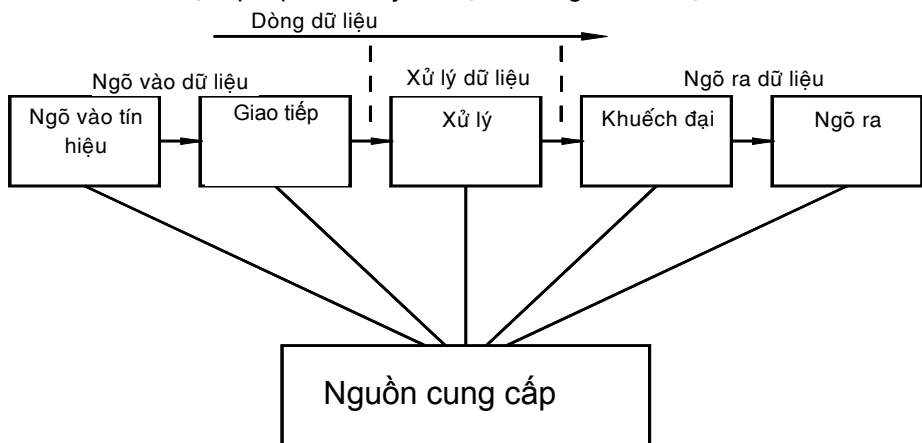 Dòng dữ liệu
Ngõ vào dữ liệu
Xử lý dữ liệu
Ngõ ra dữ liệu
Ngõ vào tín
hiệu
Giao tiếp
Xử lý
Khuếch đại
Ngõ ra
Nguồn cung cấp